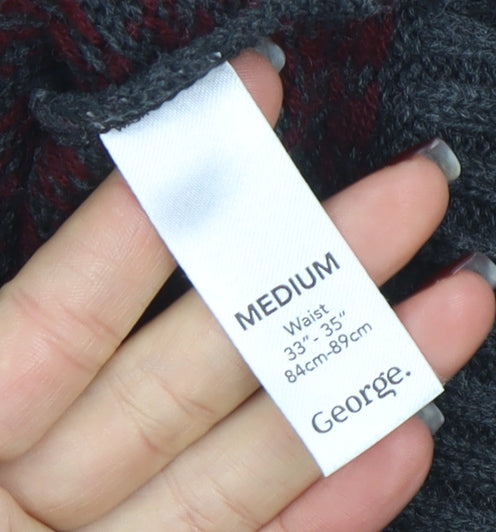 MEDIUM
Waist
33" - 35"
84cm-89cm
George.